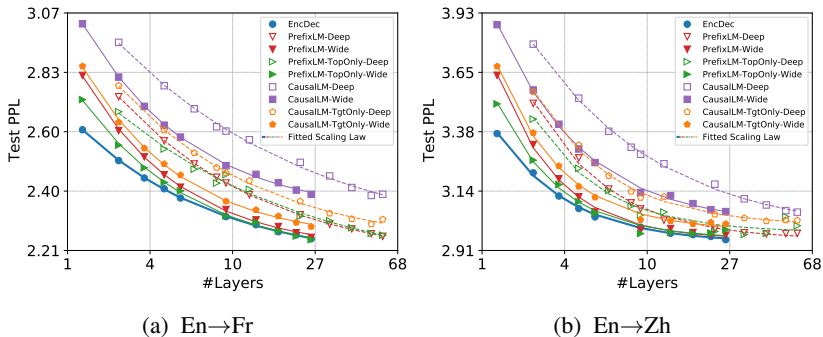 3.07
2.83
2.60
2.40
2.21
Test PPL
1
4
10
27
68
#Layers
EncDec
PrefixLM-Deep
PrefixLM-Wide
PrefixLM-TopOnly-Deep
PrefixLM-TopOnly-Wide
CausalLM-Deep
CausalLM-Wide
CausalLM-TgtOnly-Deep
CausalLM-TgtOnly-Wide
Fitted Scaling Law
(a) En→Fr
3.93
3.65
3.38
3.14
2.91
Test PPL
1
4
10
27
68
#Layers
EncDec
PrefixLM-Deep
PrefixLM-Wide
PrefixLM-TopOnly-Deep
PrefixLM-TopOnly-Wide
CausalLM-Deep
CausalLM-Wide
CausalLM-TgtOnly-Deep
CausalLM-TgtOnly-Wide
Fitted Scaling Law
(b) En→Zh